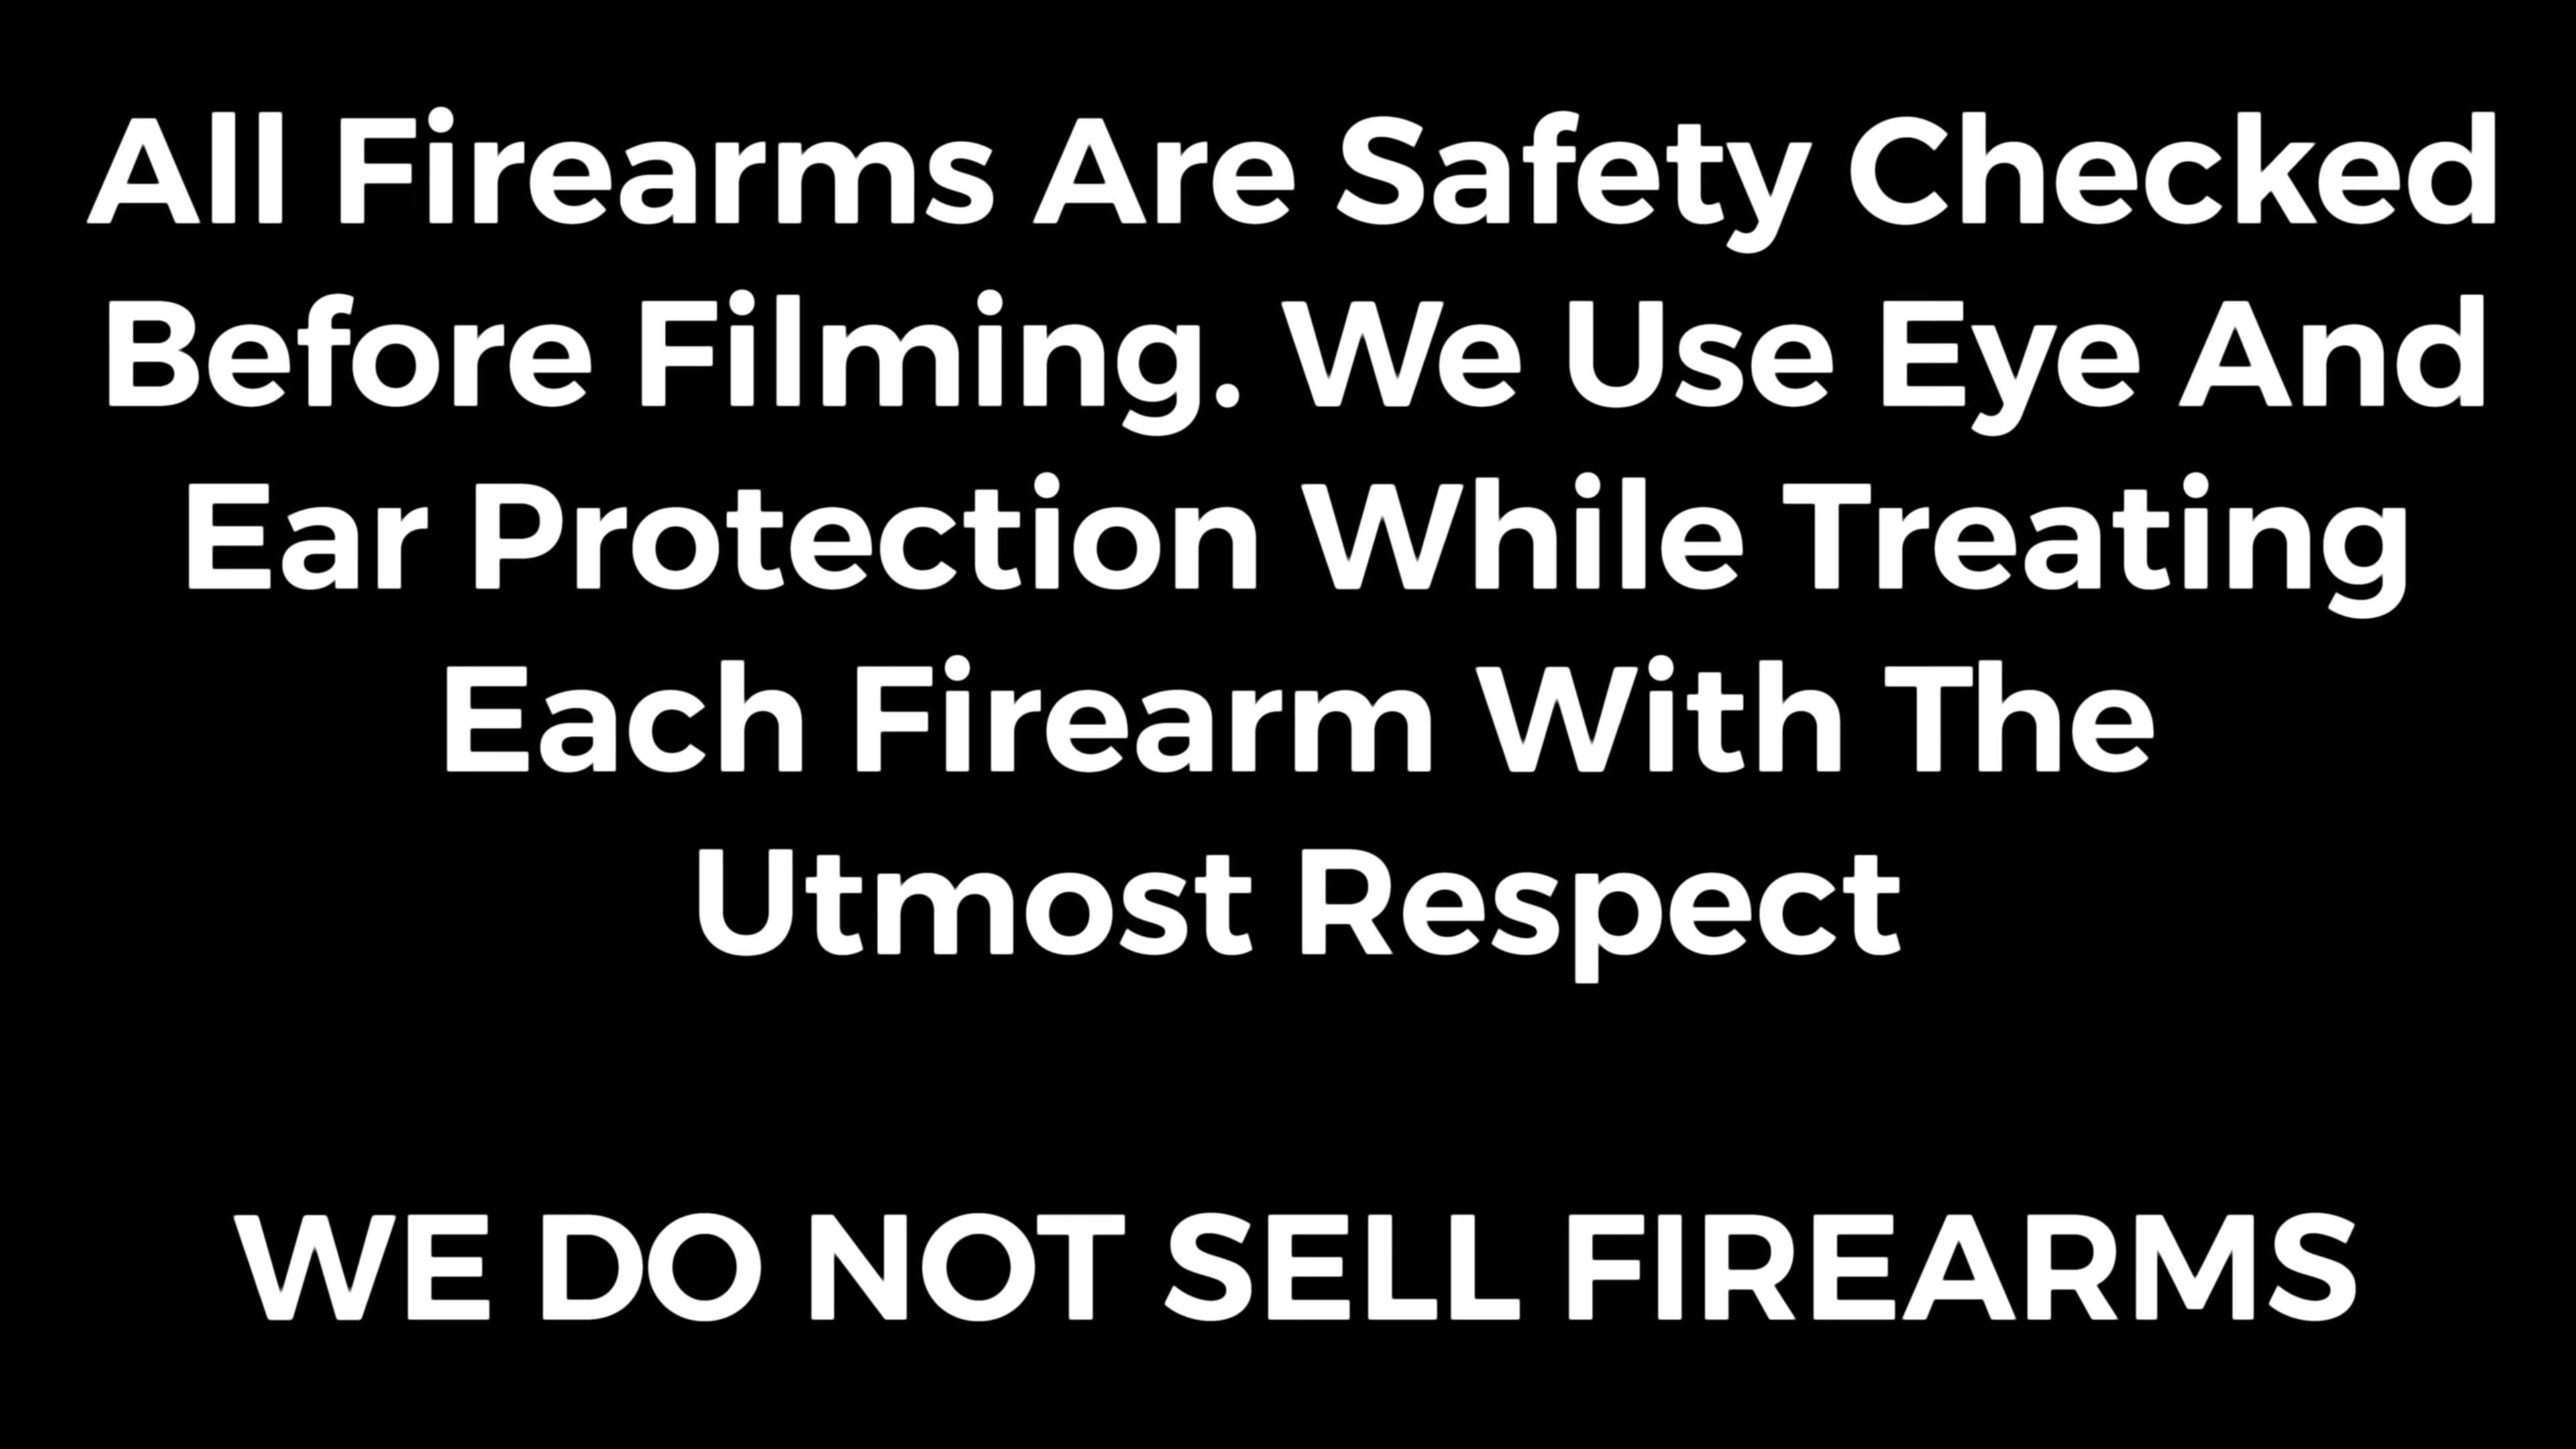 All Firearms Are Safety Checked
Before Filming. We Use Eye And
Ear Protection While Treating
Each Firearm With The
Utmost Respect
WE DO NOT SELL FIREARMS